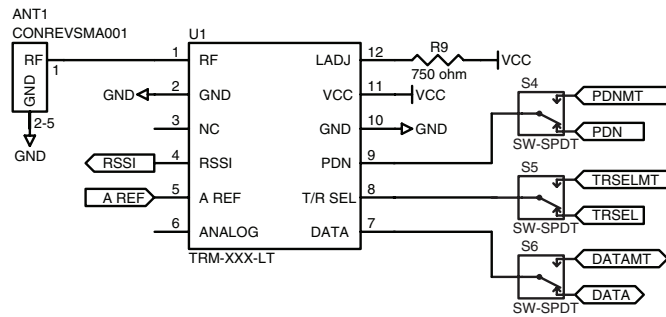 ANT1
CONREVSMA001
RF
GND
1
2-5
GND
U1
1 RF
2 GND
GND
3 NC
4 RSSI
RSSI
5 A REF
A REF
6 ANALOG
LADJ 12
R9
750 ohm
VCC
VCC 11
VCC
GND 10
GND
PDN 9
T/R SEL 8
DATA 7
TRM-XXX-LT
S4
PDNMT
PDN
SW-SPDT
S5
TRSELMT
TRSEL
SW-SPDT
S6
DATAMT
DATA
SW-SPDT